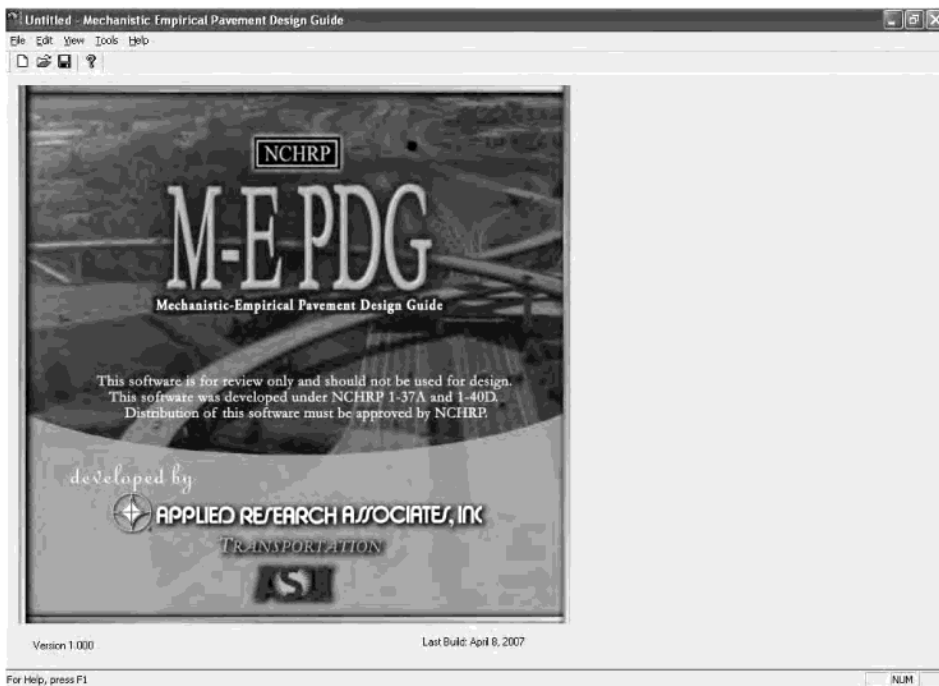 Untitled - Mechanistic Empirical Pavement Design Guide
File Edit View Tools Help
NCHRP
M-E PDG
Mechanistic-Empirical Pavement Design Guide
This software is for review only and should not be used for design.
This software was developed under NCHRP 1-37A and 1-40D.
Distribution of this software must be approved by NCHRP.
developed by
APPLIED RESEARCH ASSOCIATES, INC
TRANSPORTATION
ASU
Version 1.000
Last Build: April 8, 2007
For Help, press F1
NUM